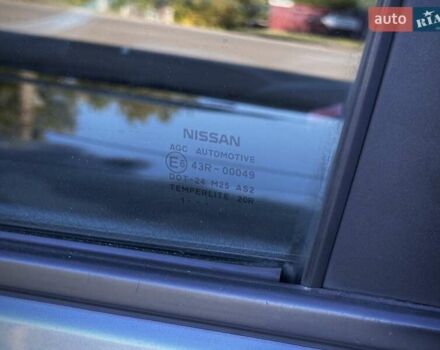 auto RIA
NISSAN
AGC AUTOMOTIVE
E6 43R-00049
DOT-24 M25 AS2
TEMPERLITE 20R